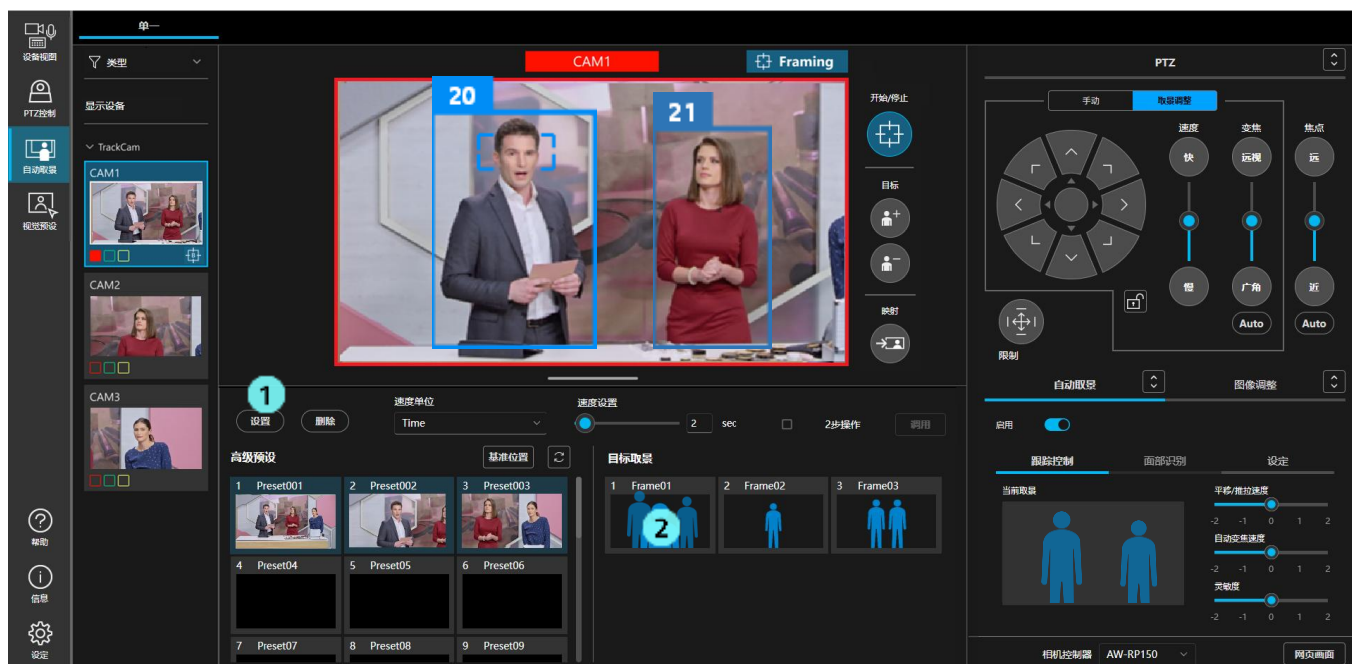 单一
设备视图
PTZ控制
自动取景
视觉预设
帮助
信息
设定
类型
显示设备
TrackCam
CAM1
CAM2
CAM3
CAM1
Framing
20
21
开始/停止
目标
映射
1
设置
删除
速度单位
Time
速度设置
2 sec
2步操作
调用
高级预设
基准位置
1 Preset001
2 Preset002
3 Preset003
4 Preset04
5 Preset05
6 Preset06
7 Preset07
8 Preset08
9 Preset09
目标取景
1 Frame01
2 Frame02
3 Frame03
2
PTZ
手动
取景调整
速度
变焦
焦点
快
远视
远
慢
广角
近
Auto
Auto
限制
自动取景
图像调整
启用
跟踪控制
面部识别
设定
当前取景
平移/推拉速度
-2 -1 0 1 2
自动变焦速度
-2 -1 0 1 2
灵敏度
-2 -1 0 1 2
相机控制器
AW-RP150
网页画面